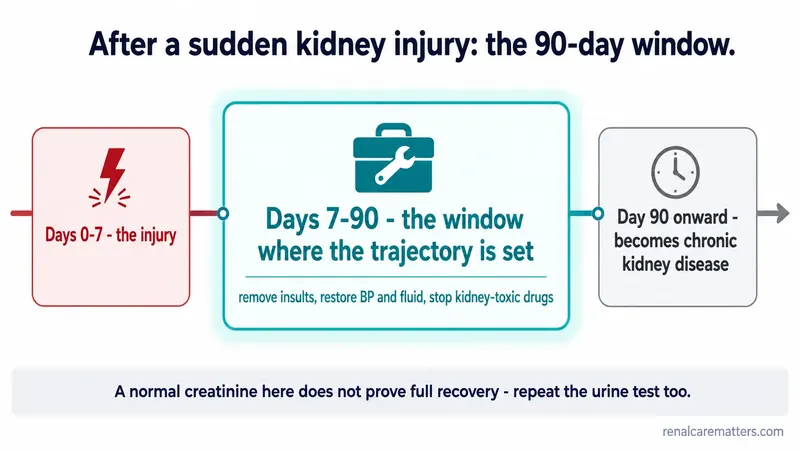 After a sudden kidney injury: the 90-day window.
Days 0-7 - the injury
Days 7-90 - the window
where the trajectory is set
remove insults, restore BP and fluid, stop kidney-toxic drugs
Day 90 onward -
becomes chronic
kidney disease
A normal creatinine here does not prove full recovery - repeat the urine test too.
renalcarematters.com